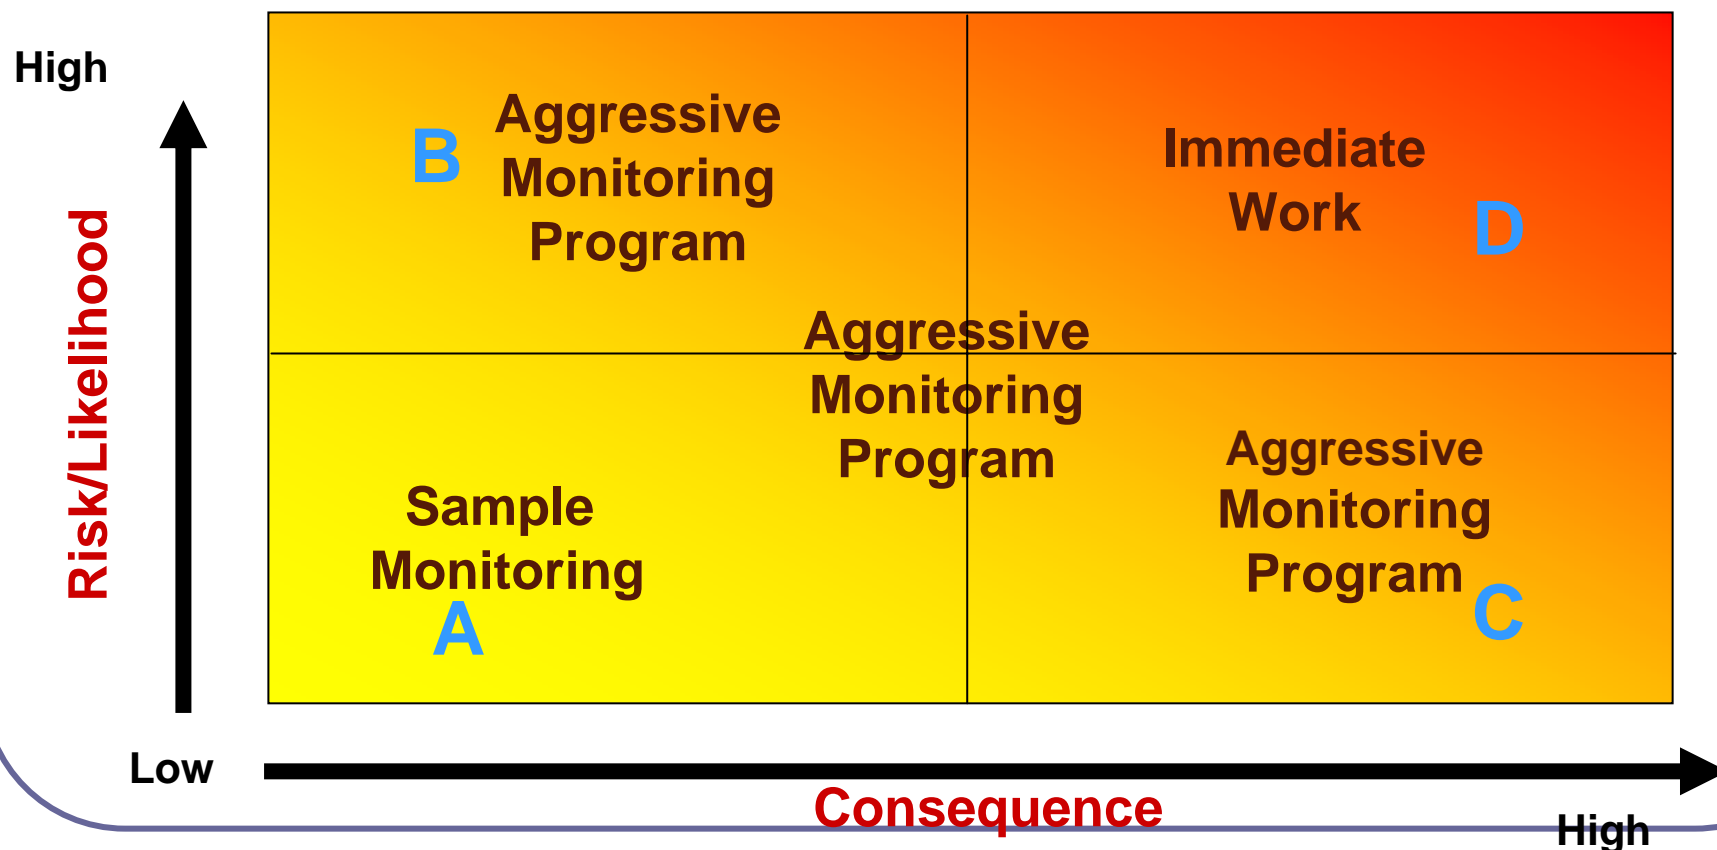 High
Aggressive
B
Monitoring
Program
Immediate
Work
D
Risk/Likelihood
Aggressive
Monitoring
Program
Aggressive
Monitoring
Program
C
Sample
Monitoring
A
Low
Consequence
High